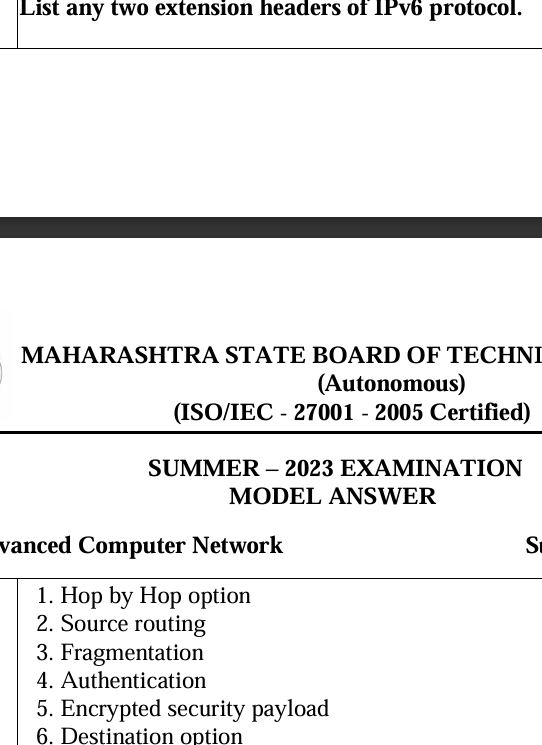 List any two extension headers of IPv6 protocol.
MAHARASHTRA STATE BOARD OF TECHNI
(Autonomous)
(ISO/IEC - 27001 - 2005 Certified)
SUMMER – 2023 EXAMINATION
MODEL ANSWER
vanced Computer Network Su
1. Hop by Hop option
2. Source routing
3. Fragmentation
4. Authentication
5. Encrypted security payload
6. Destination option